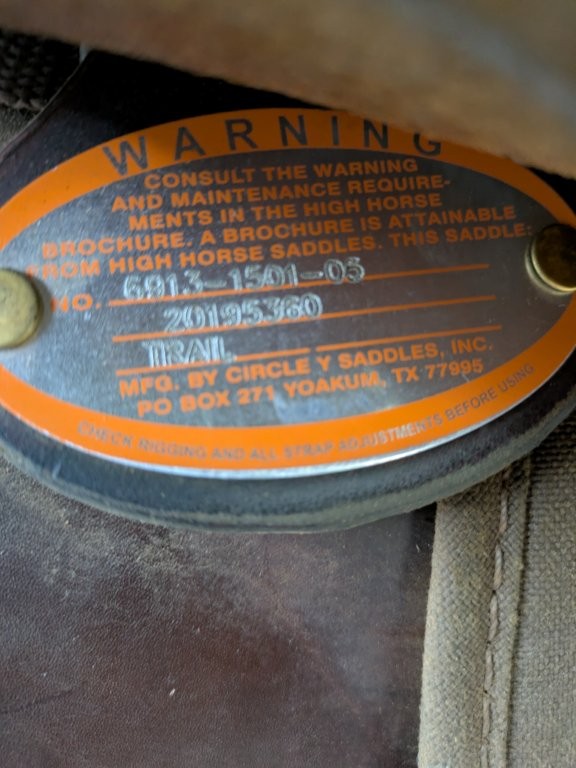 WARNING
CONSULT THE WARNING
AND MAINTENANCE REQUIRE-
MENTS IN THE HIGH HORSE
BROCHURE. A BROCHURE IS ATTAINABLE
FROM HIGH HORSE SADDLES. THIS SADDLE:
NO. 6913-1501-05
20195360
TRAIL
MFG. BY CIRCLE Y SADDLES, INC.
PO BOX 271 YOAKUM, TX 77995
CHECK RIGGING AND ALL STRAP ADJUSTMENTS BEFORE USING